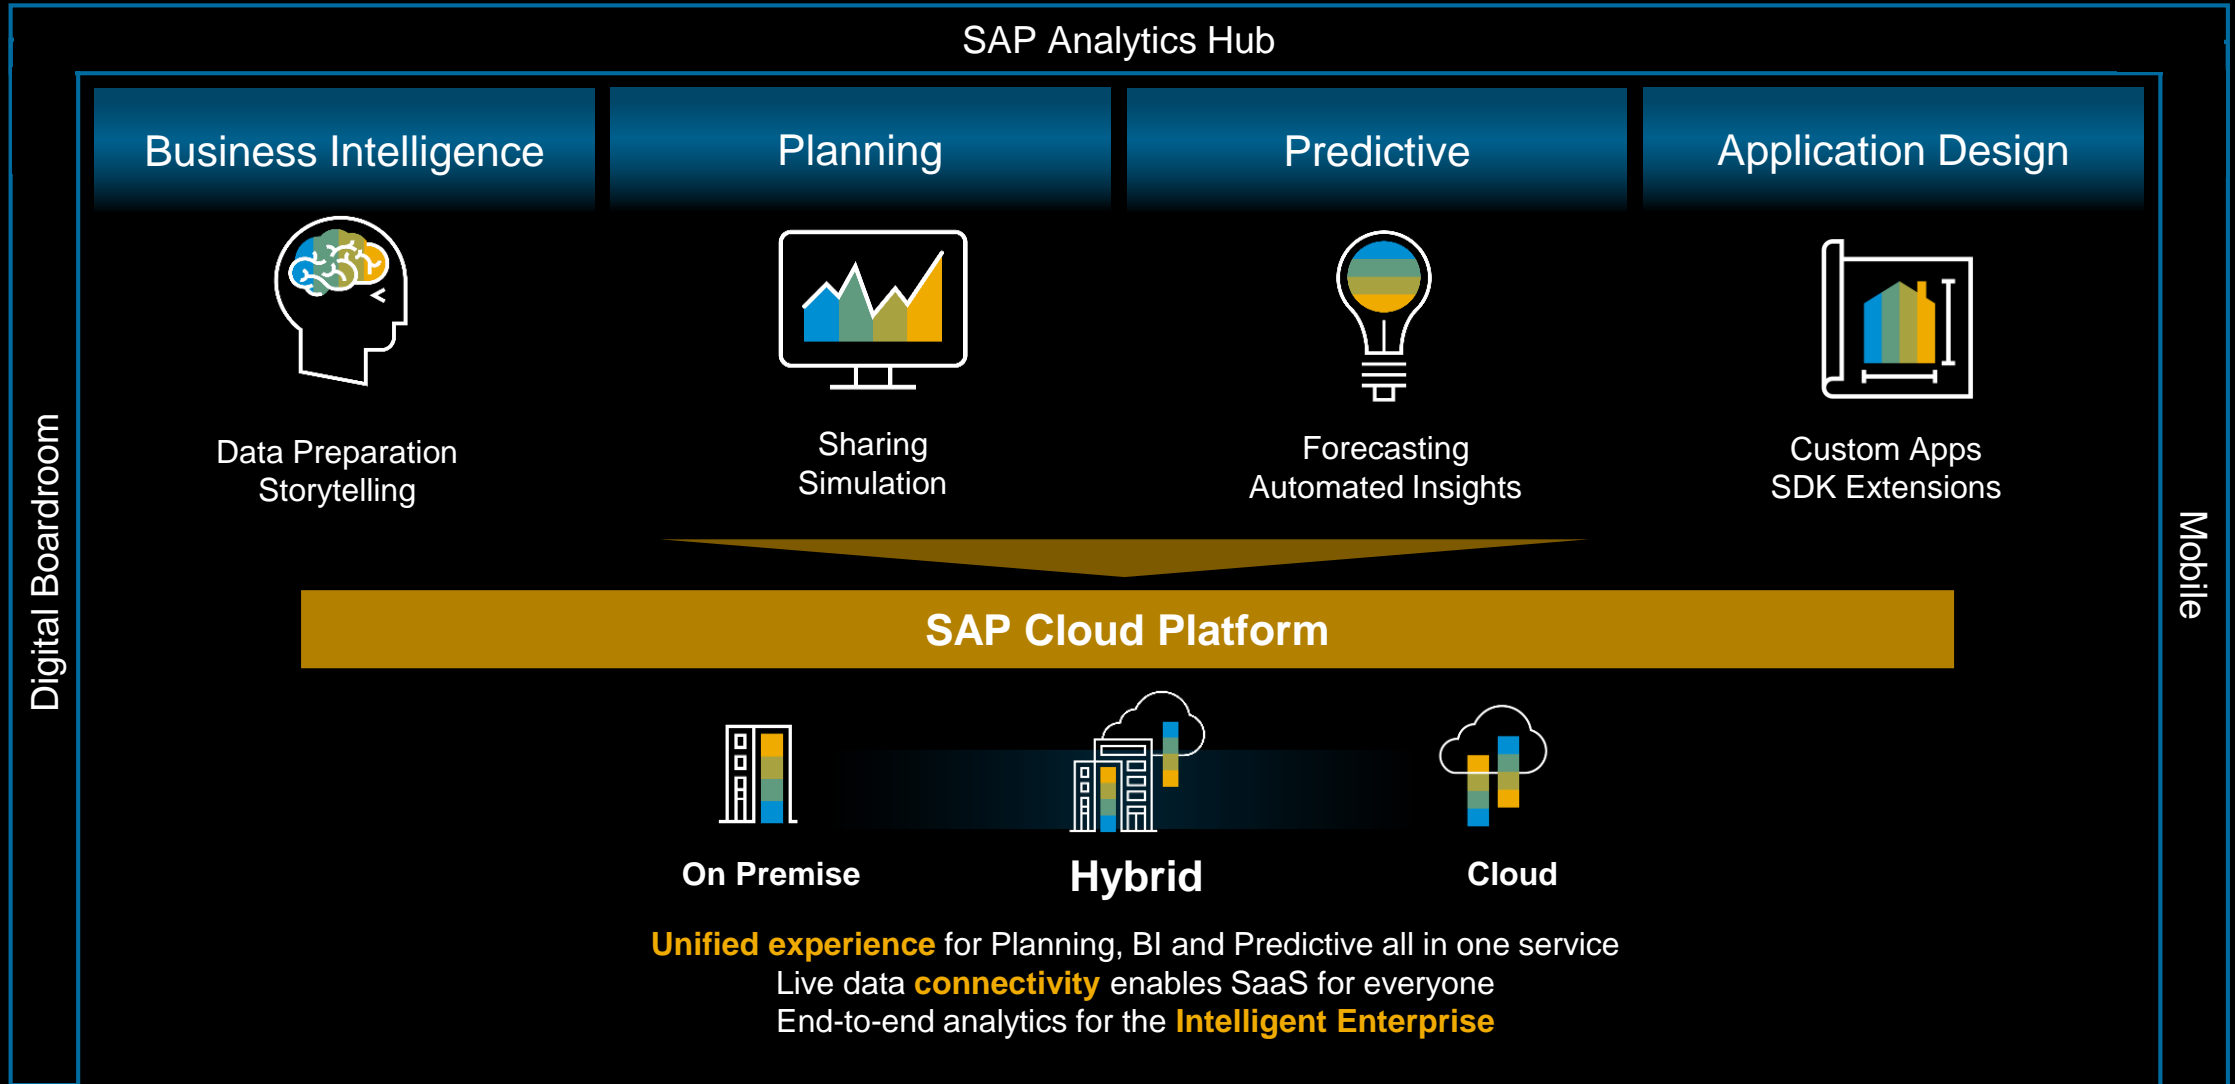 SAP Analytics Hub
Digital Boardroom
Business Intelligence
Data Preparation
Storytelling
Planning
Sharing
Simulation
Predictive
Forecasting
Automated Insights
Application Design
Custom Apps
SDK Extensions
Mobile
SAP Cloud Platform
On Premise
Hybrid
Cloud
Unified experience for Planning, BI and Predictive all in one service
Live data connectivity enables SaaS for everyone
End-to-end analytics for the Intelligent Enterprise